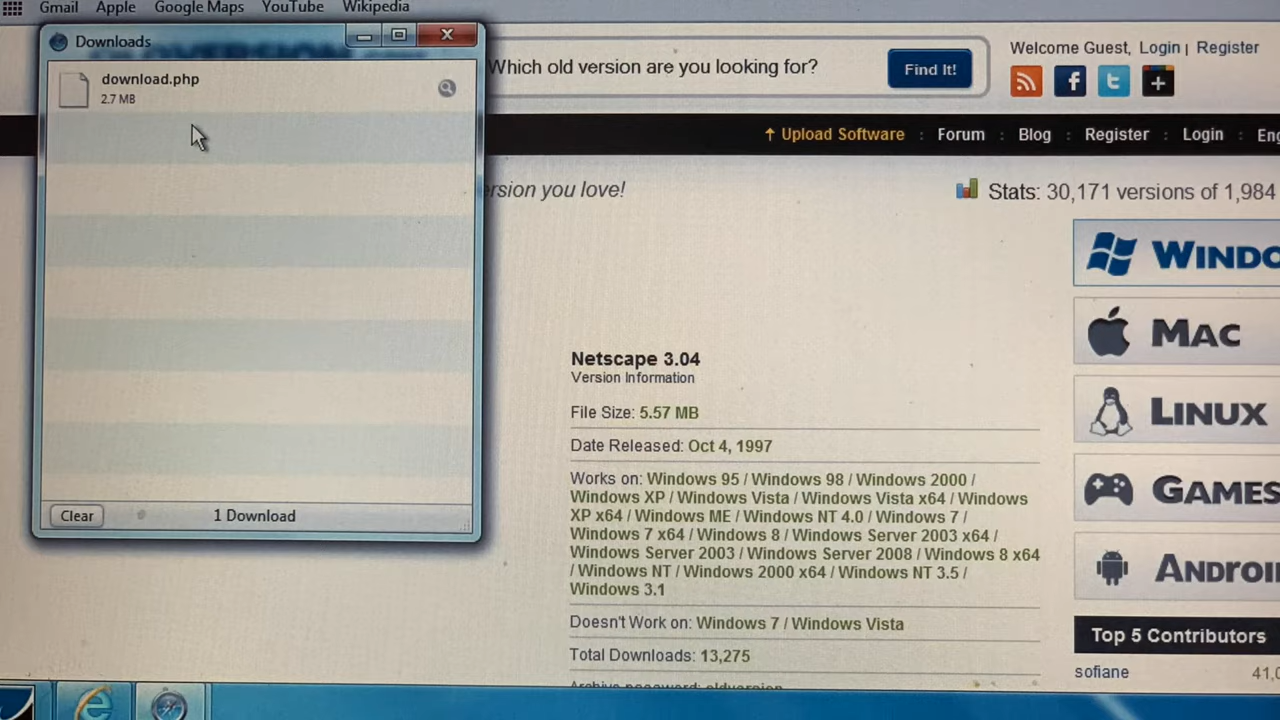 Gmail Apple Google Maps YouTube Wikipedia
Downloads
download.php
2.7 MB
Clear
1 Download
Which old version are you looking for?
Find It!
Welcome Guest, Login | Register
↑ Upload Software : Forum : Blog : Register : Login : Eng
ersion you love!
Stats: 30,171 versions of 1,984
Netscape 3.04
Version Information
File Size: 5.57 MB
Date Released: Oct 4, 1997
Works on: Windows 95 / Windows 98 / Windows 2000 /
Windows XP / Windows Vista / Windows Vista x64 / Windows
XP x64 / Windows ME / Windows NT 4.0 / Windows 7 /
Windows 7 x64 / Windows 8 / Windows Server 2003 x64 /
Windows Server 2003 / Windows Server 2008 / Windows 8 x64
/ Windows NT / Windows 2000 x64 / Windows NT 3.5 /
Windows 3.1
Doesn't Work on: Windows 7 / Windows Vista
Total Downloads: 13,275
Archive password: oldversion
WINDO
MAC
LINUX
GAMES
ANDROI
Top 5 Contributors
sofiane 41,0